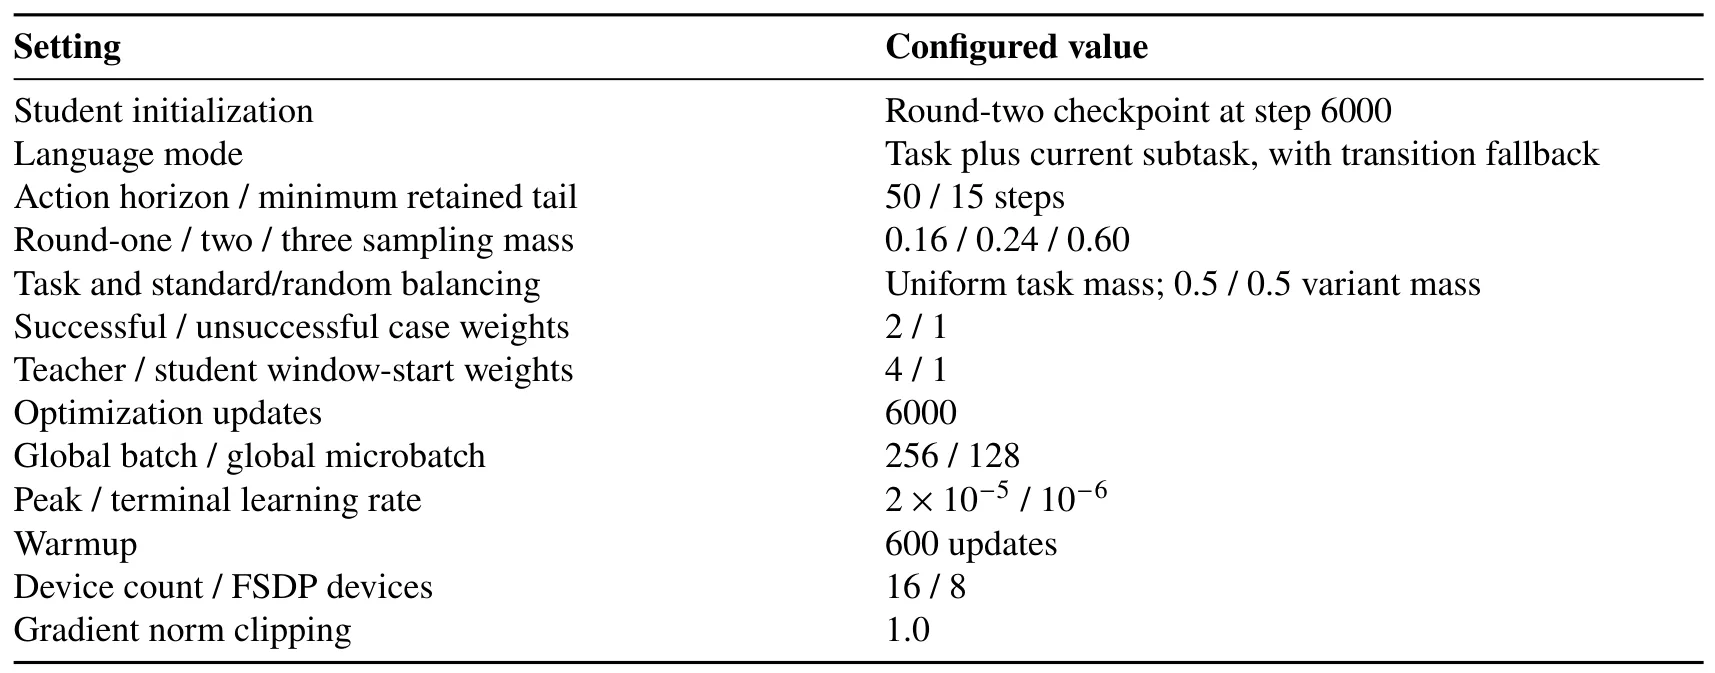 Setting Configured value
Student initialization Round-two checkpoint at step 6000
Language mode Task plus current subtask, with transition fallback
Action horizon / minimum retained tail 50 / 15 steps
Round-one / two / three sampling mass 0.16 / 0.24 / 0.60
Task and standard/random balancing Uniform task mass; 0.5 / 0.5 variant mass
Successful / unsuccessful case weights 2 / 1
Teacher / student window-start weights 4 / 1
Optimization updates 6000
Global batch / global microbatch 256 / 128
Peak / terminal learning rate 2 × 10⁻⁵ / 10⁻⁶
Warmup 600 updates
Device count / FSDP devices 16 / 8
Gradient norm clipping 1.0